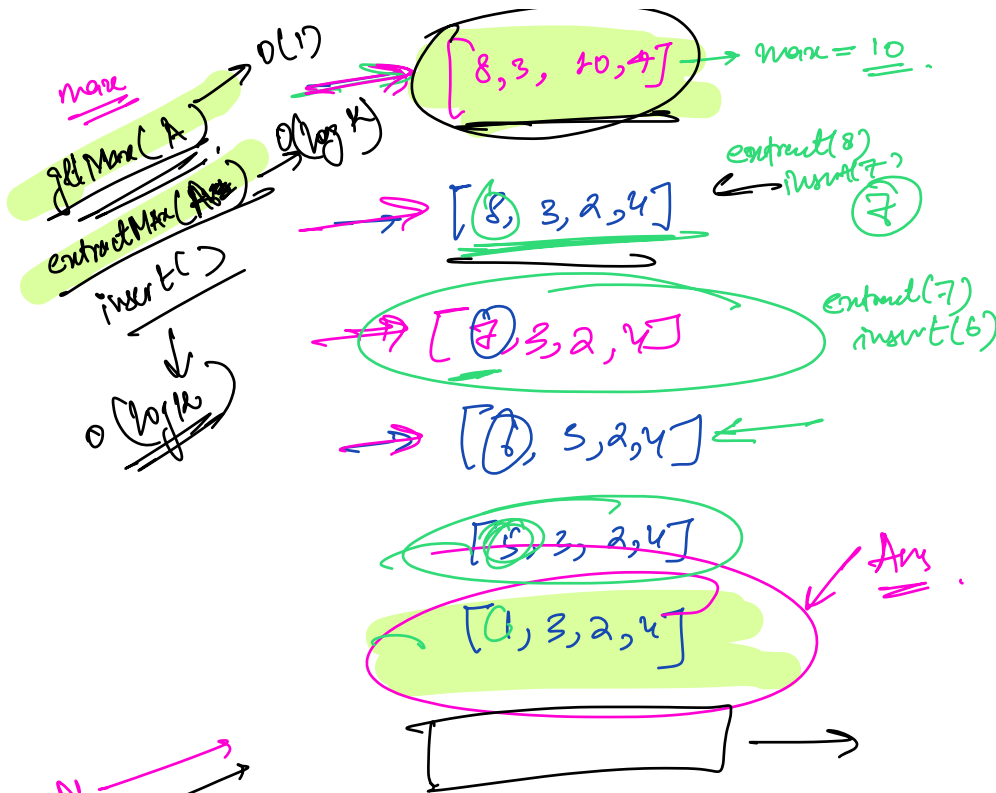 max
getMax(A)
O(1)
extractMax(A)
O(log K)
insert()
O(log k)
[8, 3, 10, 4]
max = 10.
[8, 3, 2, 4]
extract(8)
insert(7)
7
[7, 3, 2, 4]
extract(7)
insert(6)
[6, 3, 2, 4]
[5, 3, 2, 4]
[1, 3, 2, 4]
Ans.